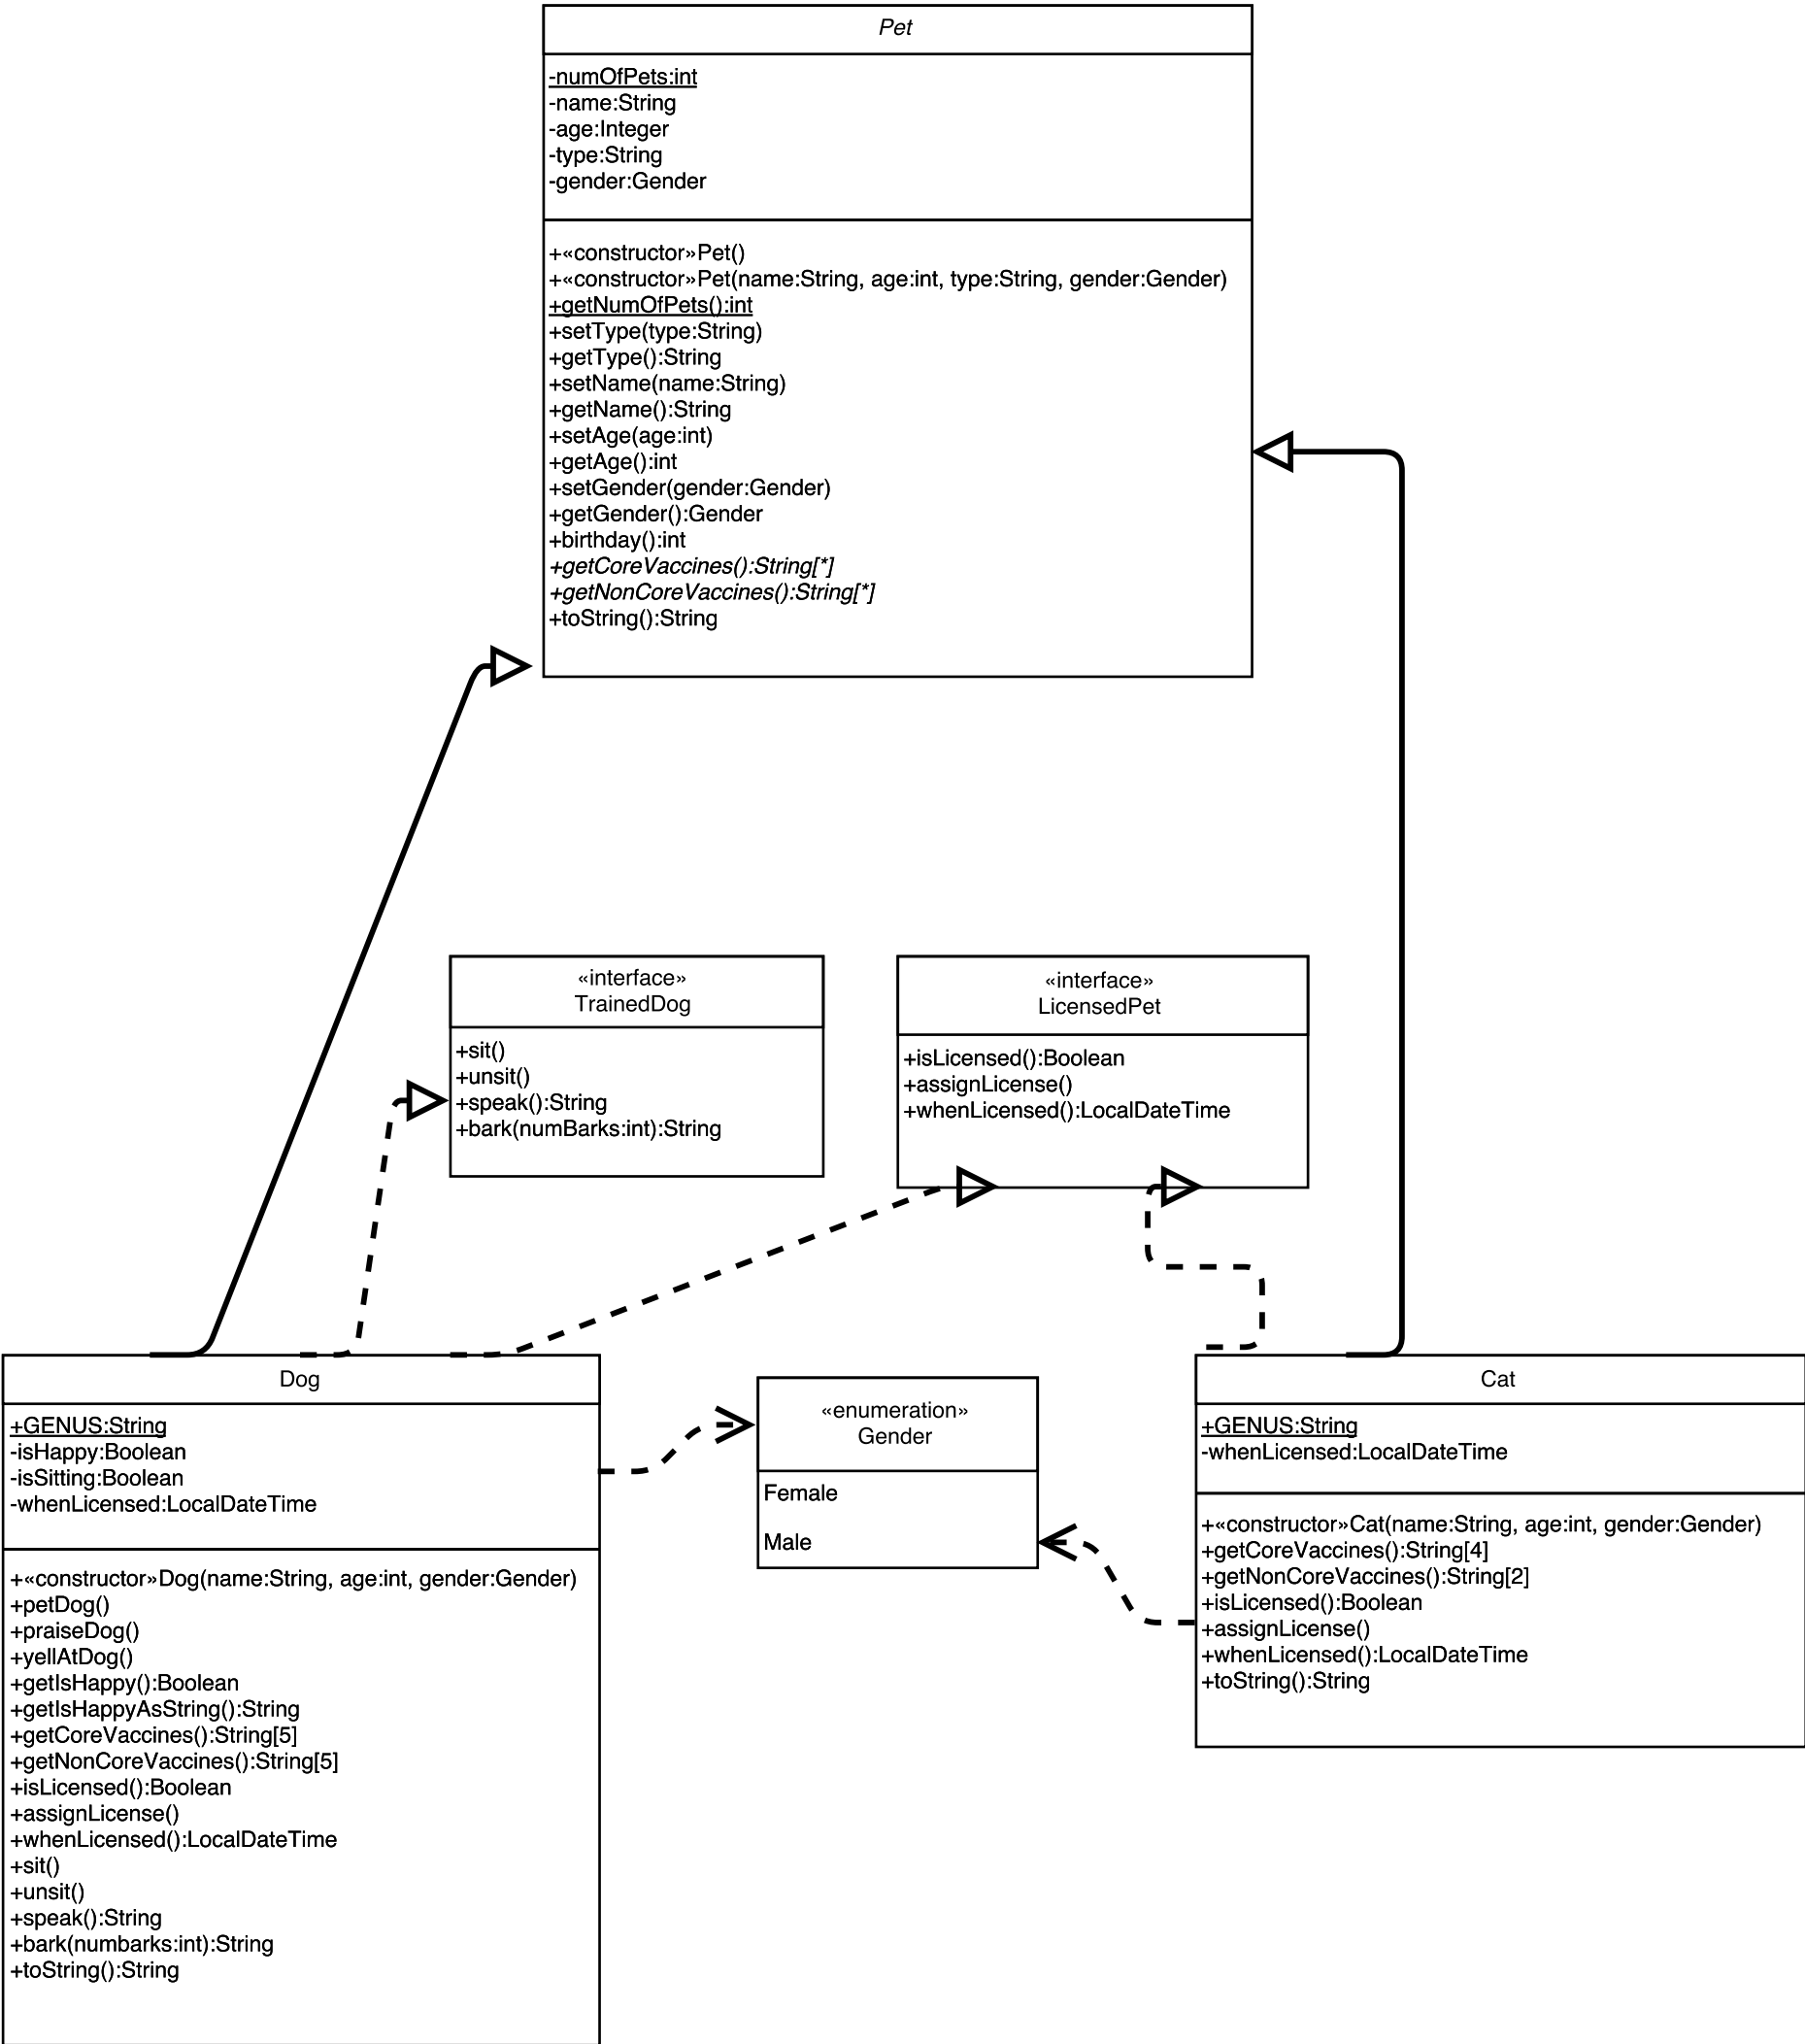 Pet
-numOfPets:int
-name:String
-age:Integer
-type:String
-gender:Gender
+«constructor»Pet()
+«constructor»Pet(name:String, age:int, type:String, gender:Gender)
+getNumOfPets():int
+setType(type:String)
+getType():String
+setName(name:String)
+getName():String
+setAge(age:int)
+getAge():int
+setGender(gender:Gender)
+getGender():Gender
+birthday():int
+getCoreVaccines():String[*]
+getNonCoreVaccines():String[*]
+toString():String
«interface»
TrainedDog
+sit()
+unsit()
+speak():String
+bark(numBarks:int):String
«interface»
LicensedPet
+isLicensed():Boolean
+assignLicense()
+whenLicensed():LocalDateTime
Dog
+GENUS:String
-isHappy:Boolean
-isSitting:Boolean
-whenLicensed:LocalDateTime
+«constructor»Dog(name:String, age:int, gender:Gender)
+petDog()
+praiseDog()
+yellAtDog()
+getIsHappy():Boolean
+getIsHappyAsString():String
+getCoreVaccines():String[5]
+getNonCoreVaccines():String[5]
+isLicensed():Boolean
+assignLicense()
+whenLicensed():LocalDateTime
+sit()
+unsit()
+speak():String
+bark(numbarks:int):String
+toString():String
«enumeration»
Gender
Female
Male
Cat
+GENUS:String
-whenLicensed:LocalDateTime
+«constructor»Cat(name:String, age:int, gender:Gender)
+getCoreVaccines():String[4]
+getNonCoreVaccines():String[2]
+isLicensed():Boolean
+assignLicense()
+whenLicensed():LocalDateTime
+toString():String